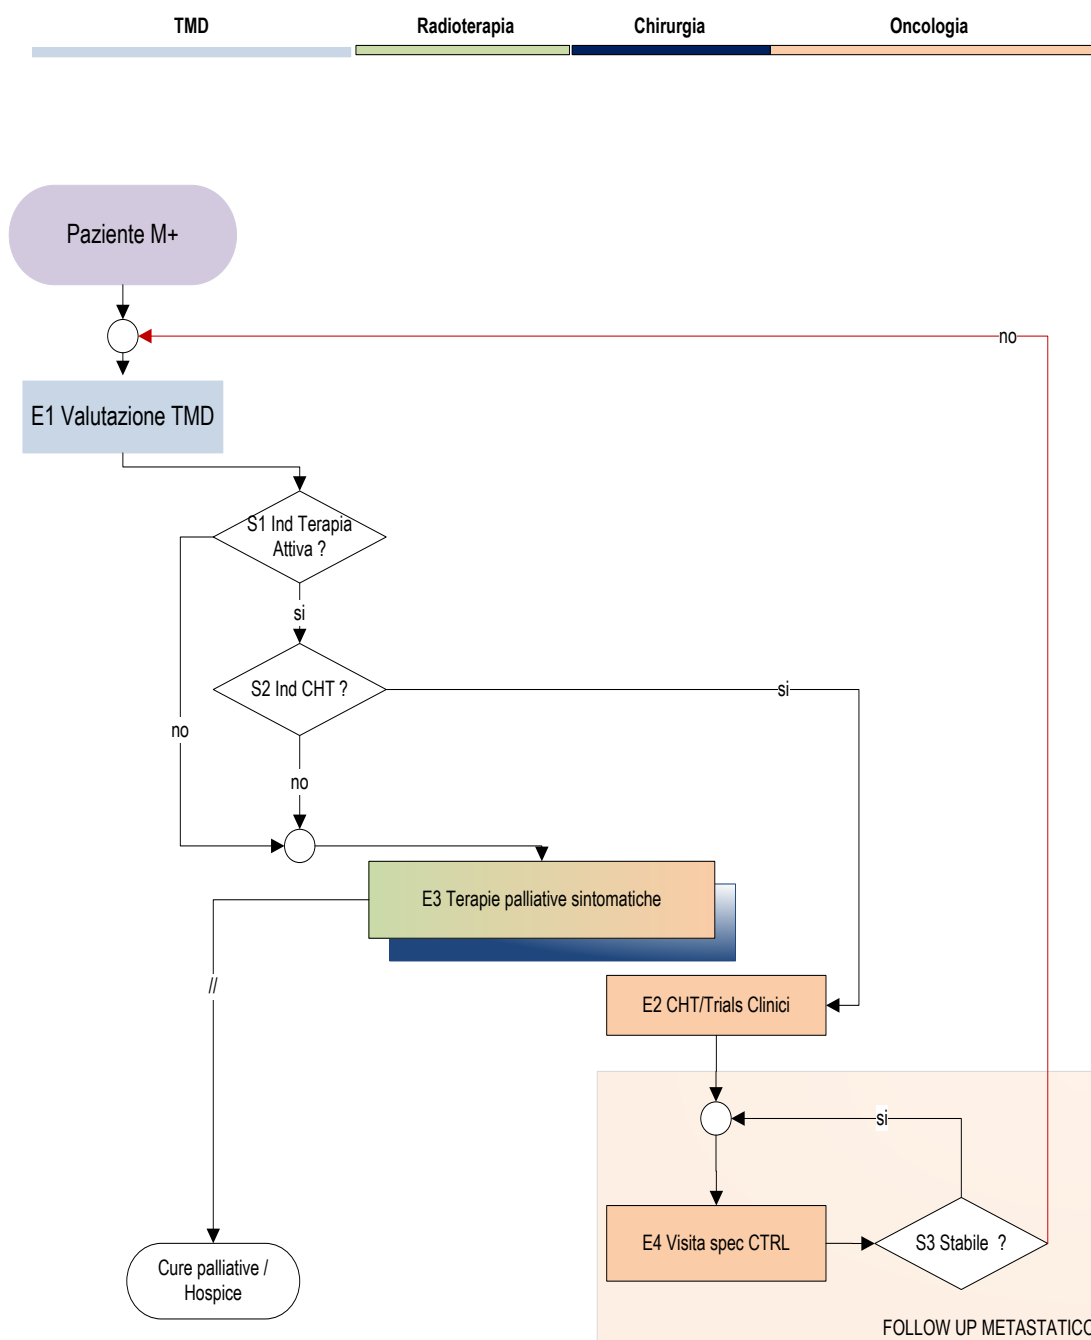 TMD
Radioterapia
Chirurgia
Oncologia
Paziente M+
no
E1 Valutazione TMD
S1 Ind Terapia
Attiva ?
si
S2 Ind CHT ?
si
no
no
E3 Terapie palliative sintomatiche
//
E2 CHT/Trials Clinici
si
E4 Visita spec CTRL
S3 Stabile ?
Cure palliative /
Hospice
FOLLOW UP METASTATICO